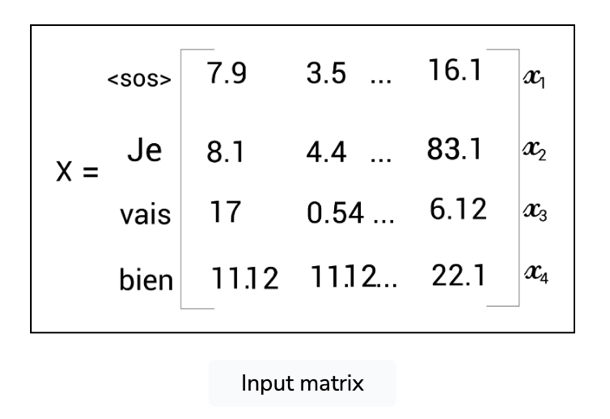 <sos> 7.9 3.5 ... 16.1 x₁
Je 8.1 4.4 ... 83.1 x₂
X =
vais 17 0.54 ... 6.12 x₃
bien 11.12 11.12... 22.1 x₄
Input matrix